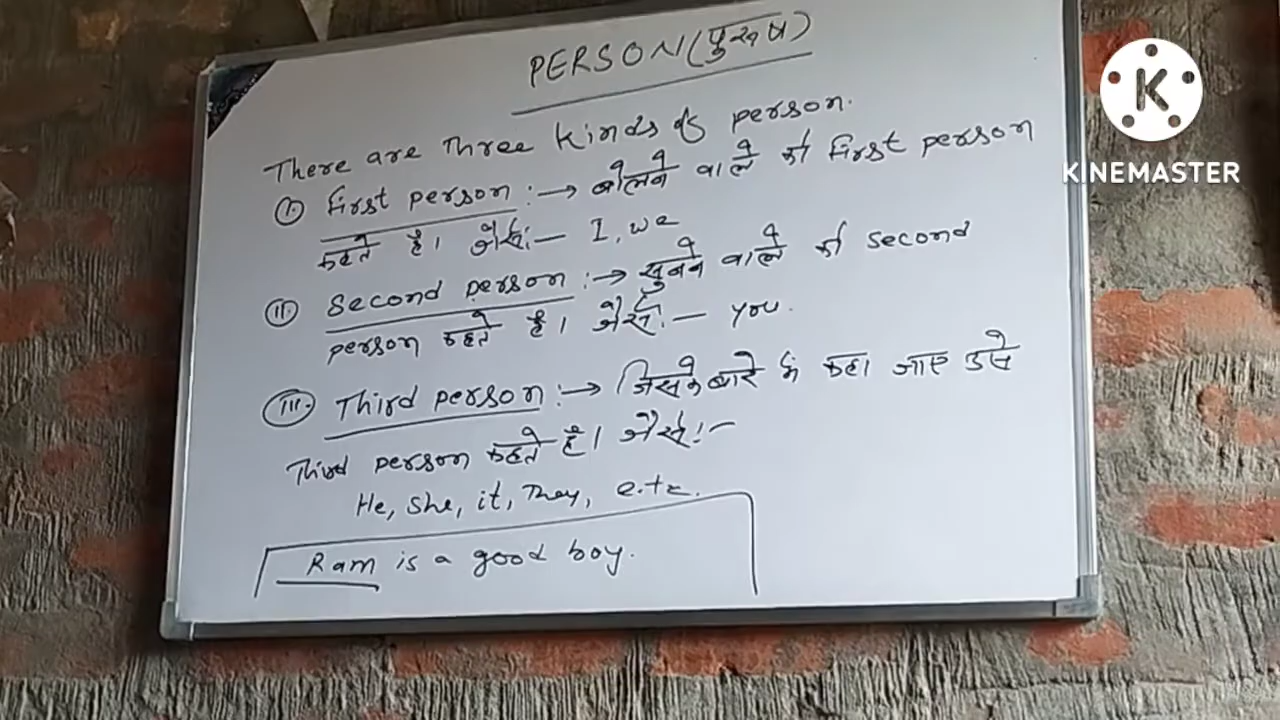 PERSON (पुरूष)
There are Three Kinds of person.
I. First person :→ बोलने वाले को First person
कहते है। जैसे:— I, we
II. Second person :→ सुनने वाले को second
person कहते है। जैसे:— you.
III. Third person :→ जिसके बारे में कहा जाए उसे
Third person कहते है। जैसे:—
He, She, it, They, e.tc.
Ram is a good boy.
K
KINEMASTER